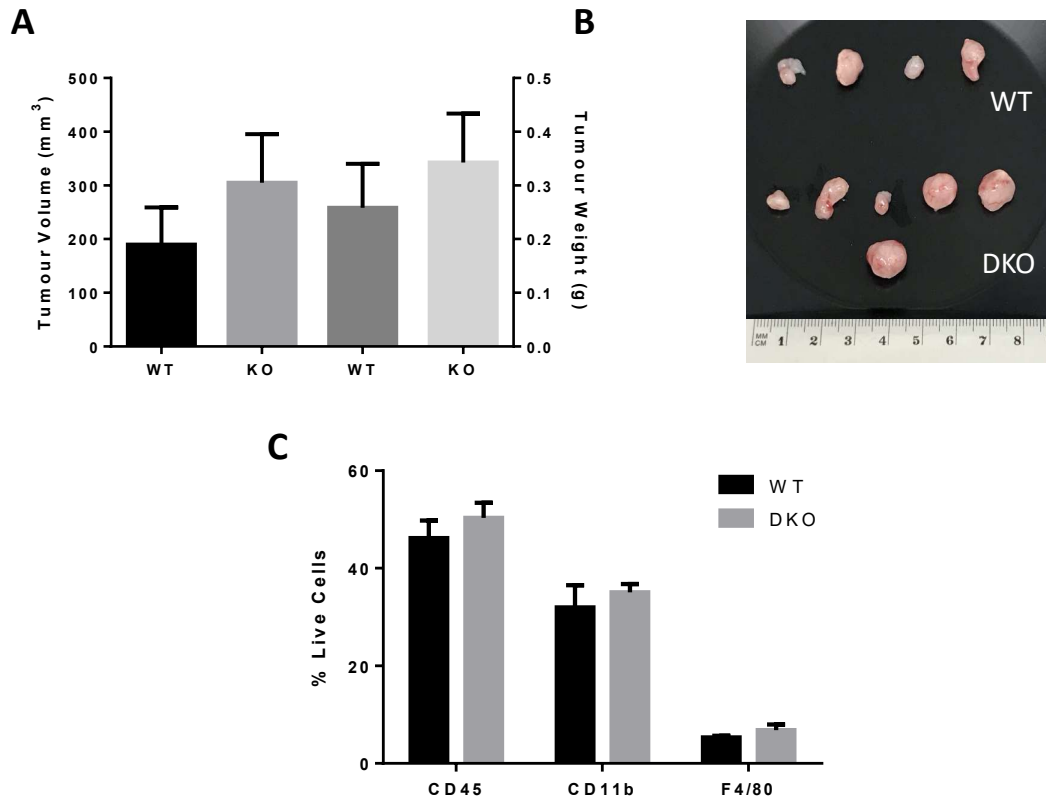 A
B
Tumour Volume (mm³)
500
400
300
200
100
0
0.5
0.4
0.3
0.2
0.1
0.0
Tumour Weight (g)
WT KO WT KO
WT
DKO
MM
CM 1 2 3 4 5 6 7 8
C
% Live Cells
60
40
20
0
WT
DKO
CD45 CD11b F4/80